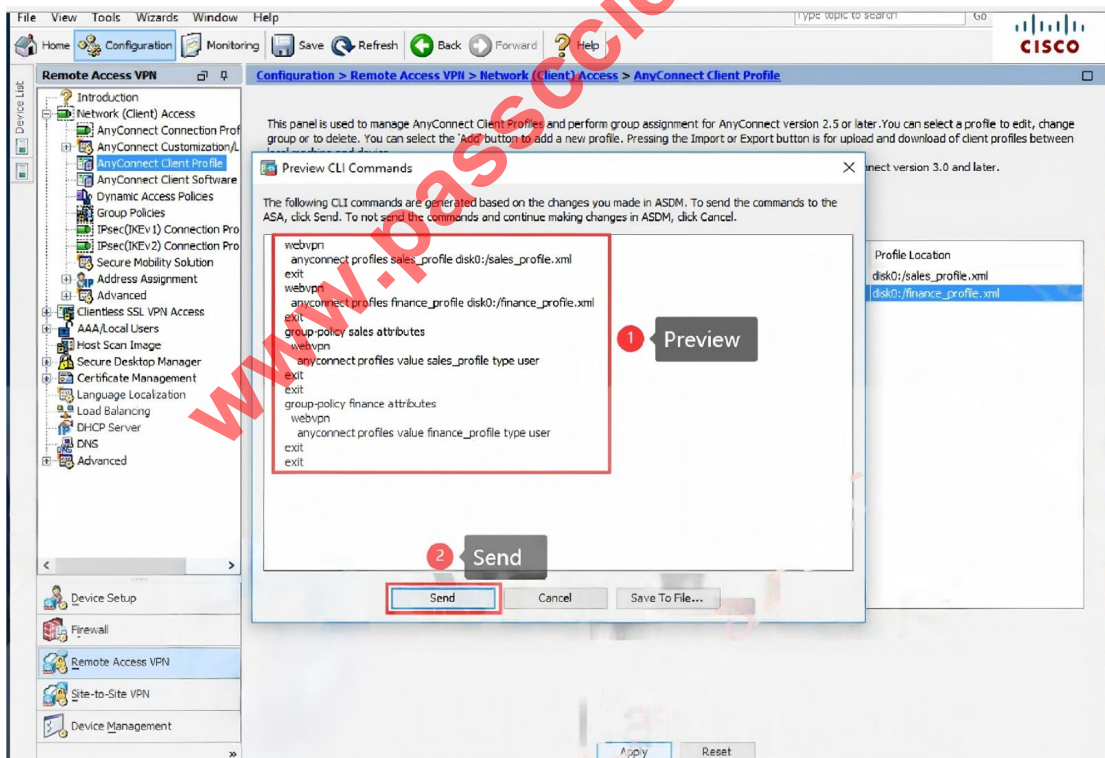 File View Tools Wizards Window Help
Type topic to search Go
Home Configuration Monitoring Save Refresh Back Forward Help
CISCO
Device List
Remote Access VPN
Introduction
Network (Client) Access
AnyConnect Connection Prof
AnyConnect Customization/L
AnyConnect Client Profile
AnyConnect Client Software
Dynamic Access Policies
Group Policies
IPsec(IKEv1) Connection Pro
IPsec(IKEv2) Connection Pro
Secure Mobility Solution
Address Assignment
Advanced
Clientless SSL VPN Access
AAA/Local Users
Host Scan Image
Secure Desktop Manager
Certificate Management
Language Localization
Load Balancing
DHCP Server
DNS
Advanced
Device Setup
Firewall
Remote Access VPN
Site-to-Site VPN
Device Management
»
Configuration > Remote Access VPN > Network (Client) Access > AnyConnect Client Profile
This panel is used to manage AnyConnect Client Profiles and perform group assignment for AnyConnect version 2.5 or later.You can select a profile to edit, change
group or to delete. You can select the 'Add' button to add a new profile. Pressing the Import or Export button is for upload and download of client profiles between
nnect version 3.0 and later.
Profile Location
disk0:/sales_profile.xml
disk0:/finance_profile.xml
Preview CLI Commands
The following CLI commands are generated based on the changes you made in ASDM. To send the commands to the
ASA, click Send. To not send the commands and continue making changes in ASDM, click Cancel.
webvpn
anyconnect profiles sales_profile disk0:/sales_profile.xml
exit
webvpn
anyconnect profiles finance_profile disk0:/finance_profile.xml
exit
group-policy sales attributes
webvpn
anyconnect profiles value sales_profile type user
exit
exit
group-policy finance attributes
webvpn
anyconnect profiles value finance_profile type user
exit
exit
1 Preview
2 Send
Send Cancel Save To File...
Apply Reset
www.passccie